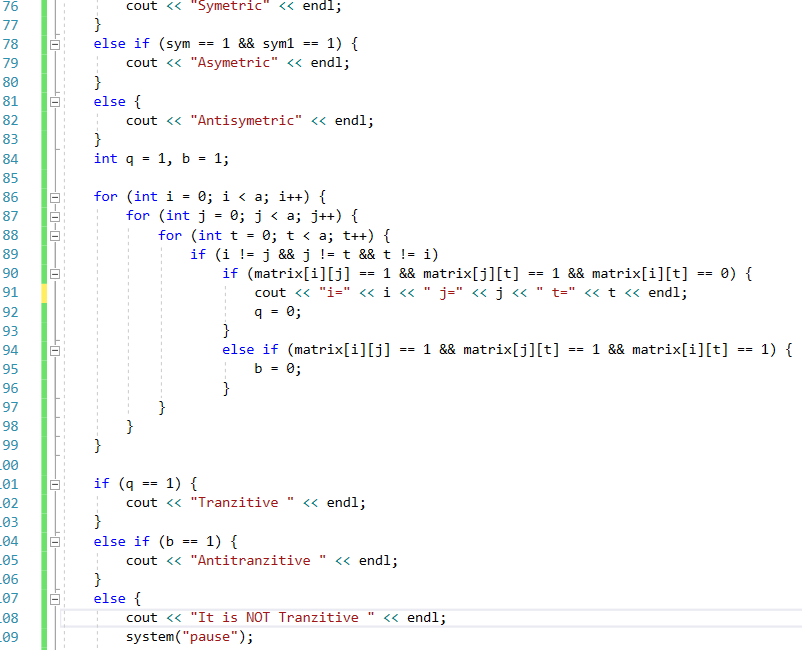 76 cout << "Symetric" << endl;
77 }
78 else if (sym == 1 && sym1 == 1) {
79 cout << "Asymetric" << endl;
80 }
81 else {
82 cout << "Antisymetric" << endl;
83 }
84 int q = 1, b = 1;
85
86 for (int i = 0; i < a; i++) {
87 for (int j = 0; j < a; j++) {
88 for (int t = 0; t < a; t++) {
89 if (i != j && j != t && t != i)
90 if (matrix[i][j] == 1 && matrix[j][t] == 1 && matrix[i][t] == 0) {
91 cout << "i=" << i << " j=" << j << " t=" << t << endl;
92 q = 0;
93 }
94 else if (matrix[i][j] == 1 && matrix[j][t] == 1 && matrix[i][t] == 1) {
95 b = 0;
96 }
97 }
98 }
99 }
00
01 if (q == 1) {
02 cout << "Tranzitive " << endl;
03 }
04 else if (b == 1) {
05 cout << "Antitranzitive " << endl;
06 }
07 else {
08 cout << "It is NOT Tranzitive " << endl;
09 system("pause");